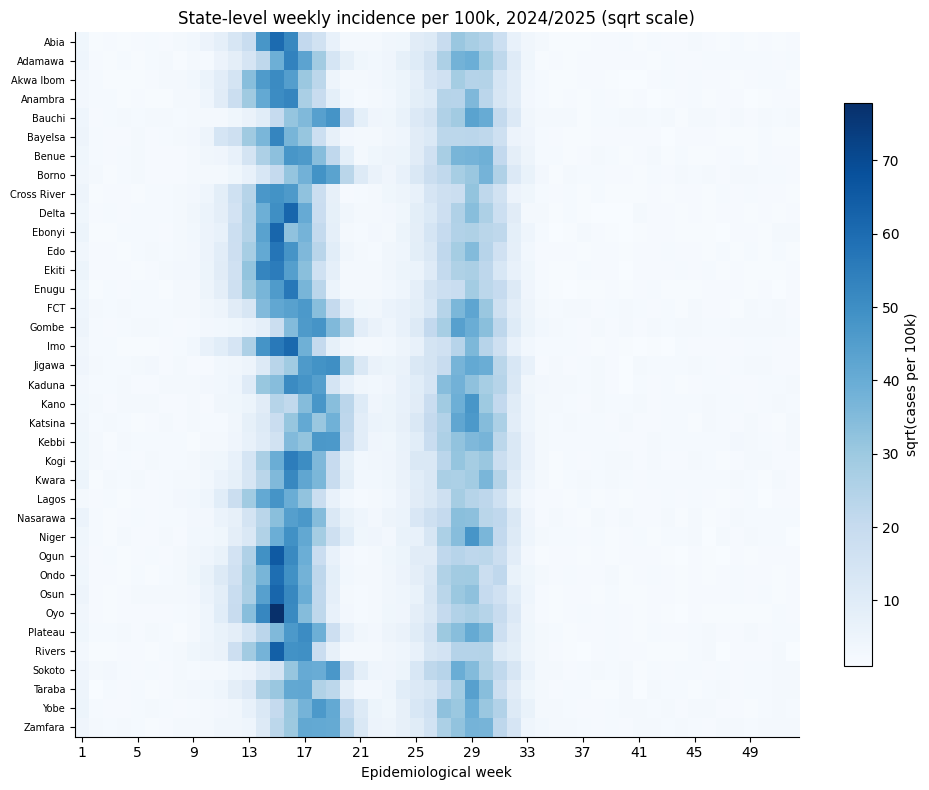 State-level weekly incidence per 100k, 2024/2025 (sqrt scale)
Abia
Adamawa
Akwa Ibom
Anambra
Bauchi
Bayelsa
Benue
Borno
Cross River
Delta
Ebonyi
Edo
Ekiti
Enugu
FCT
Gombe
Imo
Jigawa
Kaduna
Kano
Katsina
Kebbi
Kogi
Kwara
Lagos
Nasarawa
Niger
Ogun
Ondo
Osun
Oyo
Plateau
Rivers
Sokoto
Taraba
Yobe
Zamfara
1 5 9 13 17 21 25 29 33 37 41 45 49
Epidemiological week
70
60
50
40
30
20
10
sqrt(cases per 100k)